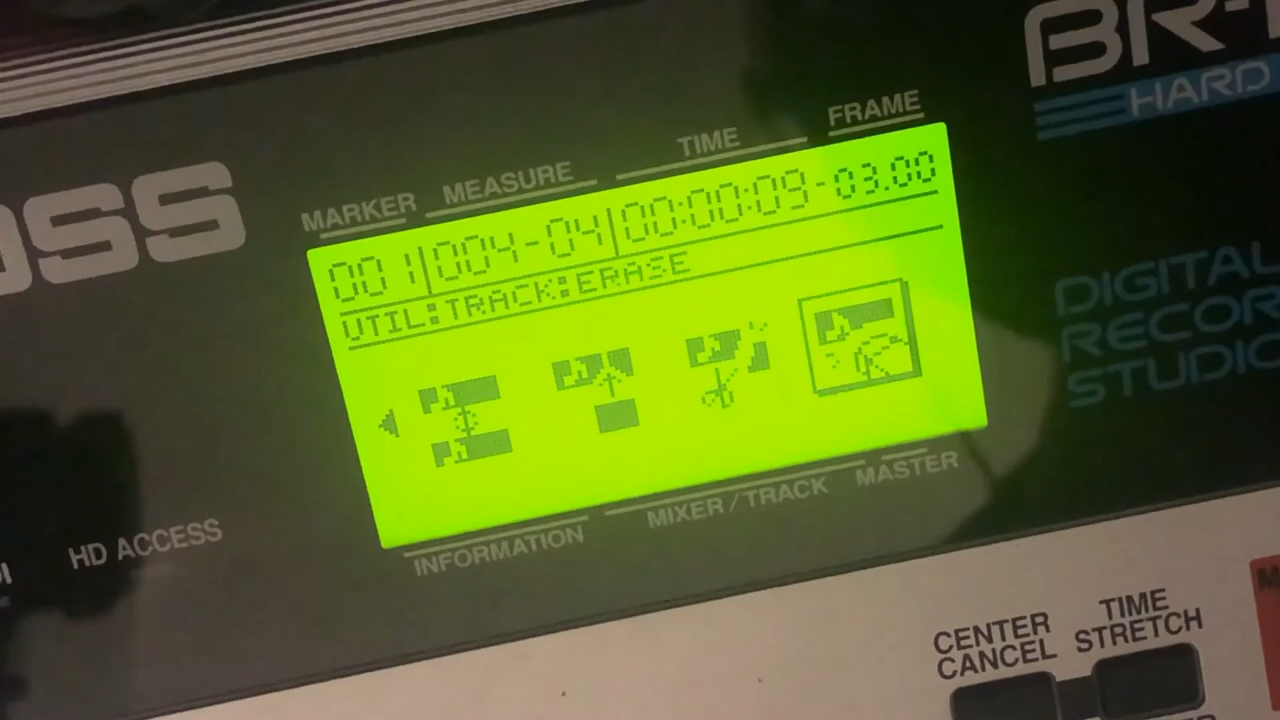 BR-
HARD
OSS
MARKER MEASURE TIME FRAME
001|004-04|00:00:09-03.00
UTIL:TRACK:ERASE
DIGITAL
RECOR
STUDIO
INFORMATION MIXER / TRACK MASTER
HD ACCESS
CENTER
CANCEL
TIME
STRETCH